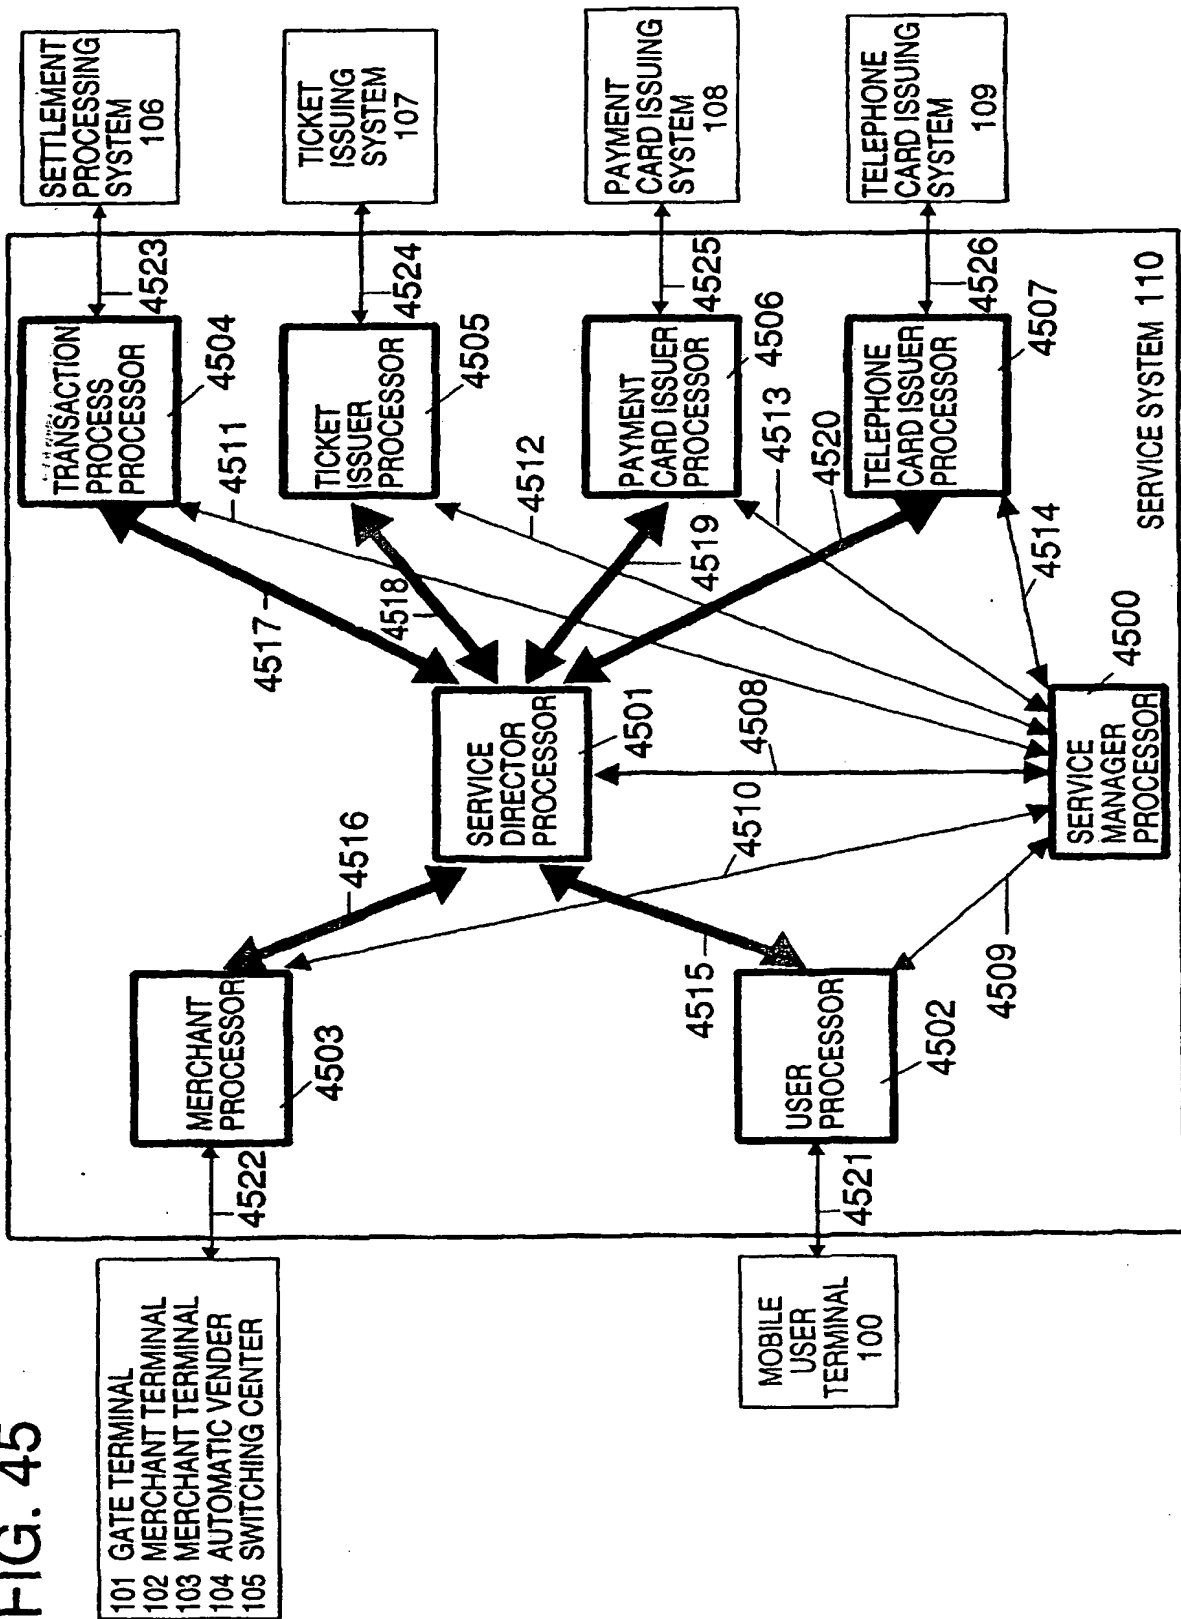 FIG. 45
101 GATE TERMINAL
102 MERCHANT TERMINAL
103 MERCHANT TERMINAL
104 AUTOMATIC VENDER
105 SWITCHING CENTER
4522
MERCHANT
PROCESSOR
4503
4516
4517
4511
TRANSACTION
PROCESS
PROCESSOR
4504
4523
SETTLEMENT
PROCESSING
SYSTEM
106
4518
TICKET
ISSUER
PROCESSOR
4505
4524
TICKET
ISSUING
SYSTEM
107
SERVICE
DIRECTOR
PROCESSOR
4501
4512
4519
PAYMENT
CARD ISSUER
PROCESSOR
4506
4525
PAYMENT
CARD ISSUING
SYSTEM
108
MOBILE
USER
TERMINAL
100
4521
USER
PROCESSOR
4502
4515
4510
4508
4513
4520
TELEPHONE
CARD ISSUER
PROCESSOR
4507
4526
TELEPHONE
CARD ISSUING
SYSTEM
109
4509
4514
SERVICE
MANAGER
PROCESSOR
4500
SERVICE SYSTEM 110